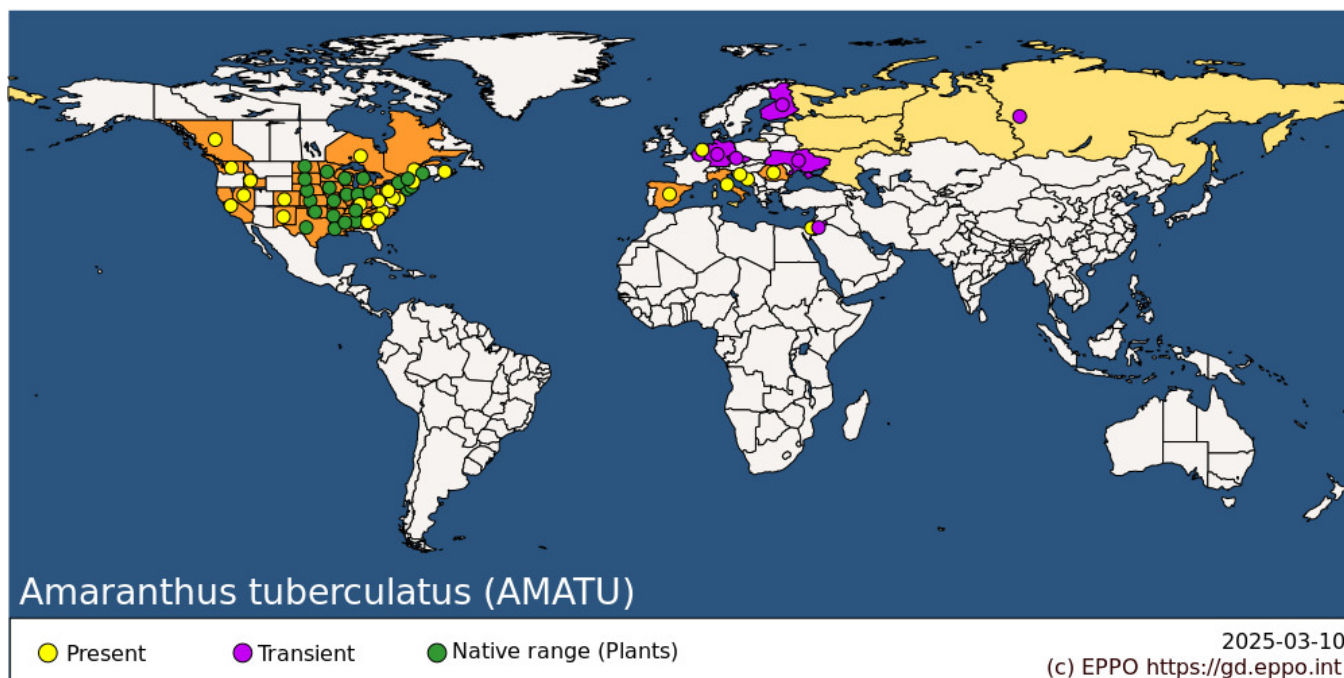 Amaranthus tuberculatus (AMATU)
Present
Transient
Native range (Plants)
2025-03-10
(c) EPPO https://gd.eppo.int